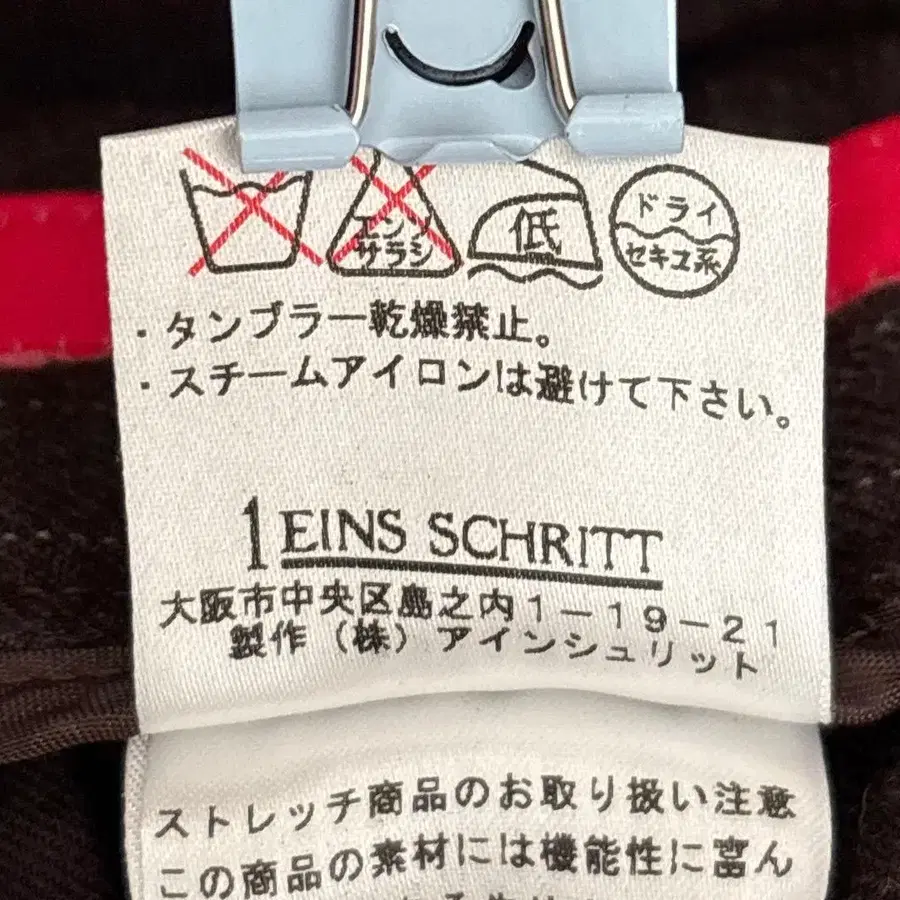 エンソ
サラシ
低
ドライ
セキユ系
・タンブラー乾燥禁止。
・スチームアイロンは避けて下さい。
1 EINS SCHRITT
大阪市中央区島之内1-19-21
製作(株)アインシュリット
ストレッチ商品のお取り扱い注意
この商品の素材には機能性に富ん